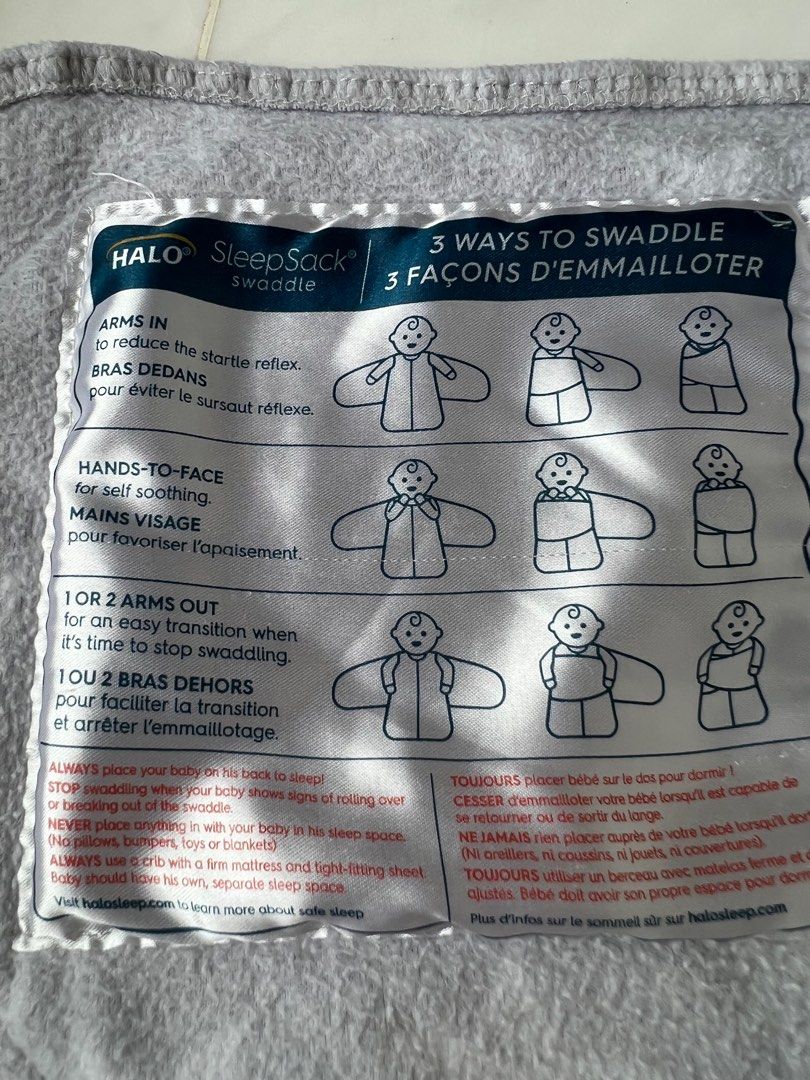 HALO® SleepSack®
swaddle
3 WAYS TO SWADDLE
3 FAÇONS D'EMMAILLOTER
ARMS IN
to reduce the startle reflex.
BRAS DEDANS
pour éviter le sursaut réflexe.
HANDS-TO-FACE
for self soothing.
MAINS VISAGE
pour favoriser l'apaisement.
1 OR 2 ARMS OUT
for an easy transition when
it's time to stop swaddling.
1 OU 2 BRAS DEHORS
pour faciliter la transition
et arrêter l'emmaillotage.
ALWAYS place your baby on his back to sleep!
STOP swaddling when your baby shows signs of rolling over
or breaking out of the swaddle.
NEVER place anything in with your baby in his sleep space.
(No pillows, bumpers, toys or blankets)
ALWAYS use a crib with a firm mattress and tight-fitting sheet.
Baby should have his own, separate sleep space.
Visit halosleep.com to learn more about safe sleep
TOUJOURS placer bébé sur le dos pour dormir !
CESSER d'emmailloter votre bébé lorsqu'il est capable de
se retourner ou de sortir du lange.
NE JAMAIS rien placer auprès de votre bébé lorsqu'il
(Ni oreillers, ni coussins, ni jouets, ni couvertures).
TOUJOURS utiliser un berceau avec matelas ferme et
ajustés. Bébé doit avoir son propre espace pour
Plus d'infos sur le sommeil sûr sur halosleep.com